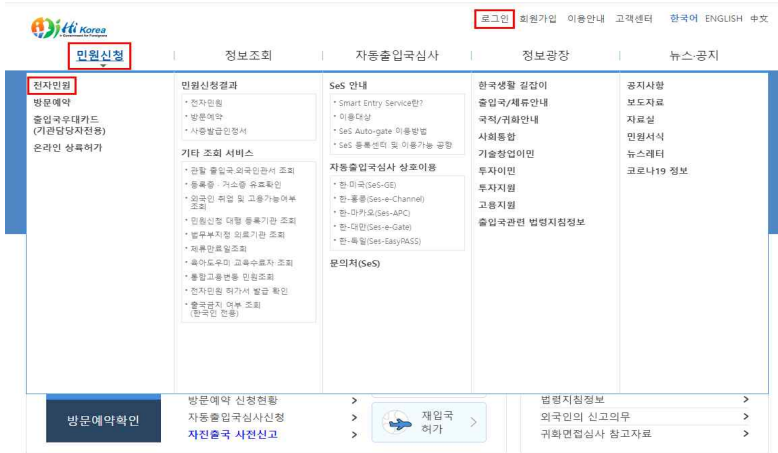 Hi Korea
e-Government for Foreigners
로그인 회원가입 이용안내 고객센터 한국어 ENGLISH 中文
민원신청 정보조회 자동출입국심사 정보광장 뉴스·공지
전자민원
방문예약
출입국우대카드
(기관담당자전용)
온라인 상륙허가
민원신청결과
전자민원
방문예약
사증발급인정서
기타 조회 서비스
관할 출입국.외국인관서 조회
등록증 · 거소증 유효확인
외국인 취업 및 고용가능여부
조회
민원신청 대행 등록기관 조회
법무부지정 의료기관 조회
체류만료일조회
육아도우미 교육수료자 조회
통합고용변동 민원조회
전자민원 허가서 발급 확인
출국금지 여부 조회
(한국인 전용)
SeS 안내
Smart Entry Service란?
이용대상
SeS Auto-gate 이용방법
SeS 등록센터 및 이용가능 공항
자동출입국심사 상호이용
한-미국(SeS-GE)
한-홍콩(Ses-e-Channel)
한-마카오(Ses-APC)
한-대만(Ses-e-Gate)
한-독일(Ses-EasyPASS)
문의처(SeS)
한국생활 길잡이
출입국/체류안내
국적/귀화안내
사회통합
기술창업이민
투자이민
투자지원
고용지원
출입국관련 법령지침정보
공지사항
보도자료
자료실
민원서식
뉴스레터
코로나19 정보
방문예약확인
방문예약 신청현황
자동출입국심사신청
자진출국 사전신고
재입국
허가
법령지침정보
외국인의 신고의무
귀화면접심사 참고자료